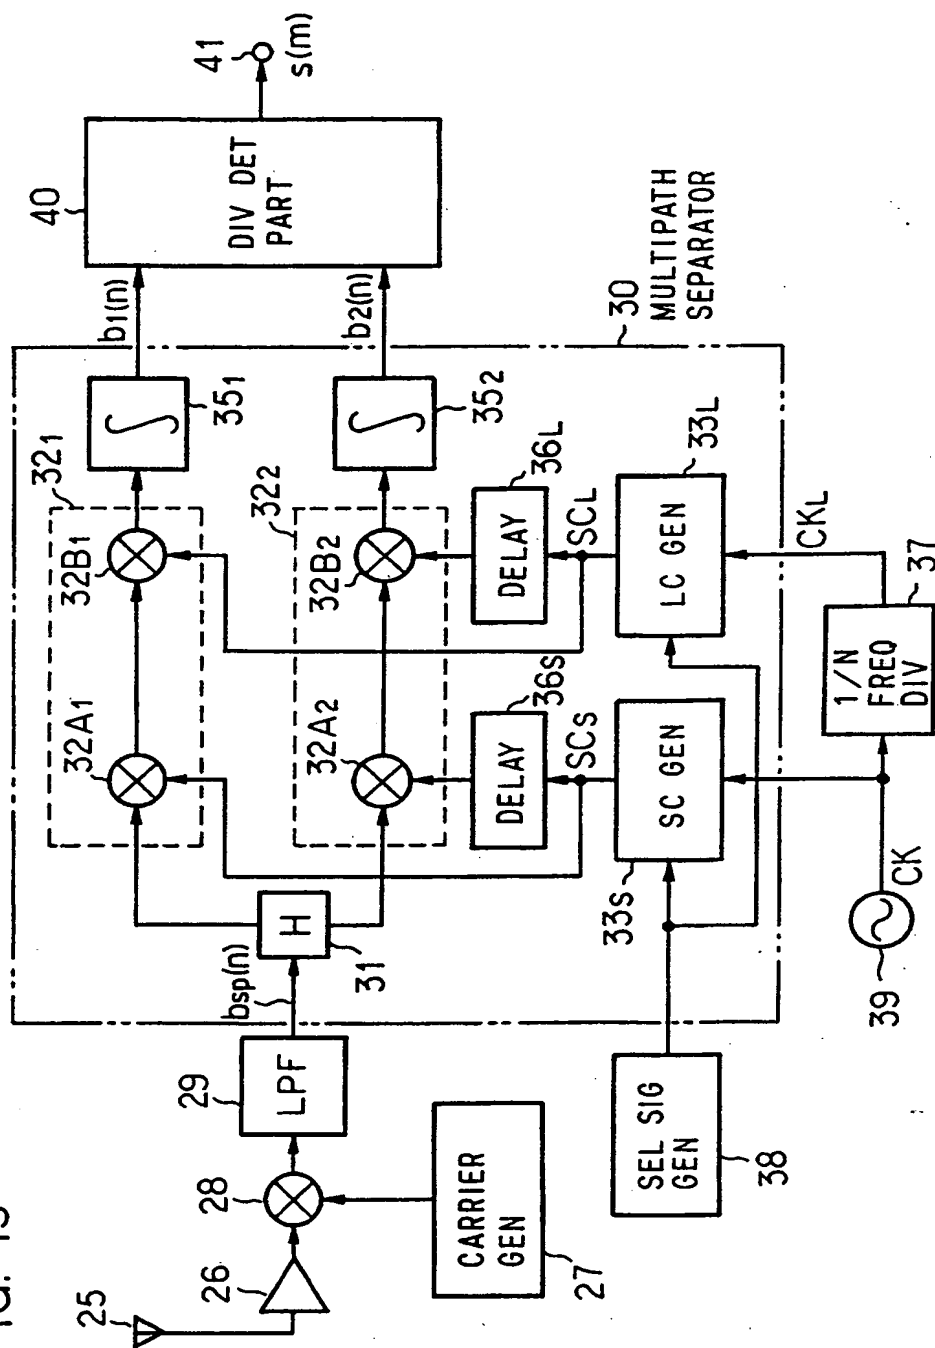 25
26
28
27
CARRIER
GEN
29
LPF
bsp(n)
31
H
321
32A1
32B1
351
∫
b1(n)
322
32A2
32B2
352
∫
b2(n)
40
DIV DET
PART
41
s(m)
36S
DELAY
SCS
36L
DELAY
SCL
33S
SC GEN
33L
LC GEN
30
MULTIPATH
SEPARATOR
38
SEL SIG
GEN
39
CK
37
1/N
FREQ
DIV
CKL